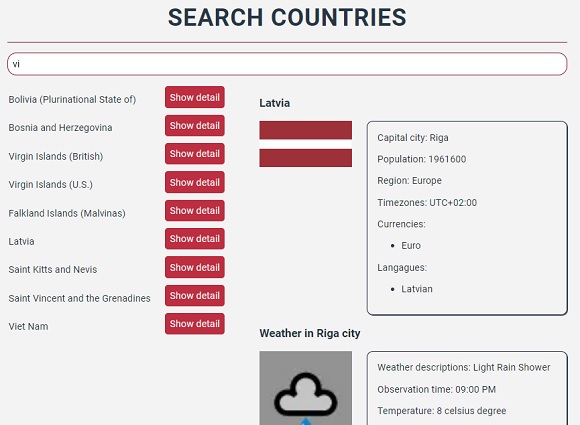 SEARCH COUNTRIES
vi
Bolivia (Plurinational State of) Show detail
Bosnia and Herzegovina Show detail
Virgin Islands (British) Show detail
Virgin Islands (U.S.) Show detail
Falkland Islands (Malvinas) Show detail
Latvia Show detail
Saint Kitts and Nevis Show detail
Saint Vincent and the Grenadines Show detail
Viet Nam Show detail
Latvia
Capital city: Riga
Population: 1961600
Region: Europe
Timezones: UTC+02:00
Currencies:
• Euro
Langagues:
• Latvian
Weather in Riga city
Weather descriptions: Light Rain Shower
Observation time: 09:00 PM
Temperature: 8 celsius degree